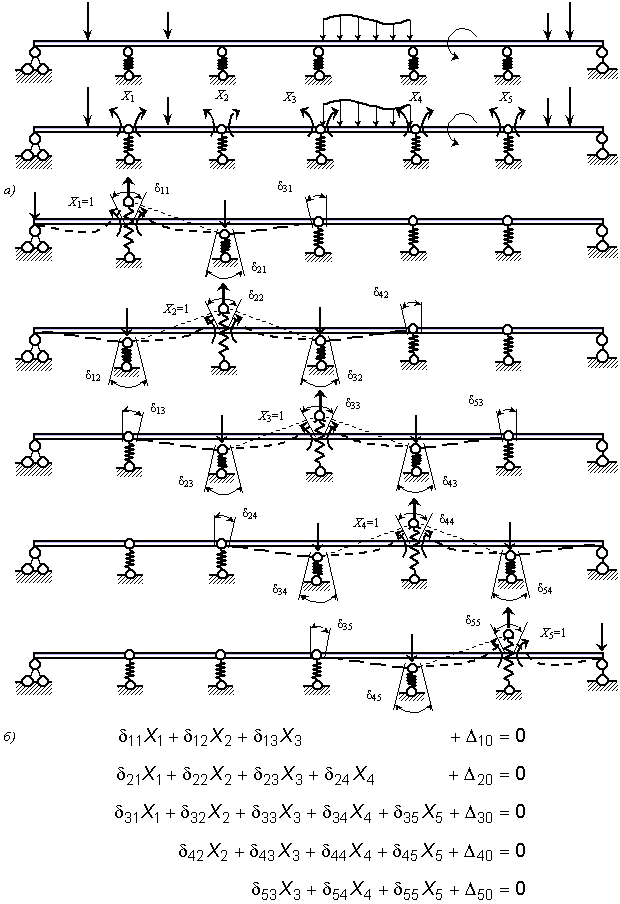 X1 X2 X3 X4 X5
а)
X1=1 δ11 δ31
δ21
X2=1 δ22 δ42
δ12 δ32
δ13 X3=1 δ33 δ53
δ23 δ43
δ24 X4=1 δ44
δ34 δ54
δ35 δ55 X5=1
δ45
б)
δ11X1 + δ12X2 + δ13X3 + Δ10 = 0
δ21X1 + δ22X2 + δ23X3 + δ24X4 + Δ20 = 0
δ31X1 + δ32X2 + δ33X3 + δ34X4 + δ35X5 + Δ30 = 0
δ42X2 + δ43X3 + δ44X4 + δ45X5 + Δ40 = 0
δ53X3 + δ54X4 + δ55X5 + Δ50 = 0